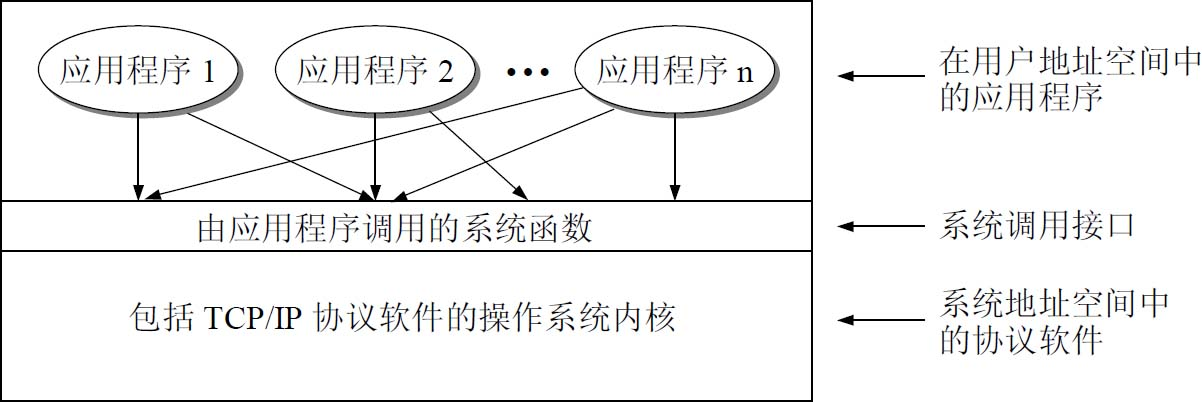 应用程序 1
应用程序 2
•••
应用程序 n
在用户地址空间中
的应用程序
由应用程序调用的系统函数
系统调用接口
包括 TCP/IP 协议软件的操作系统内核
系统地址空间中
的协议软件